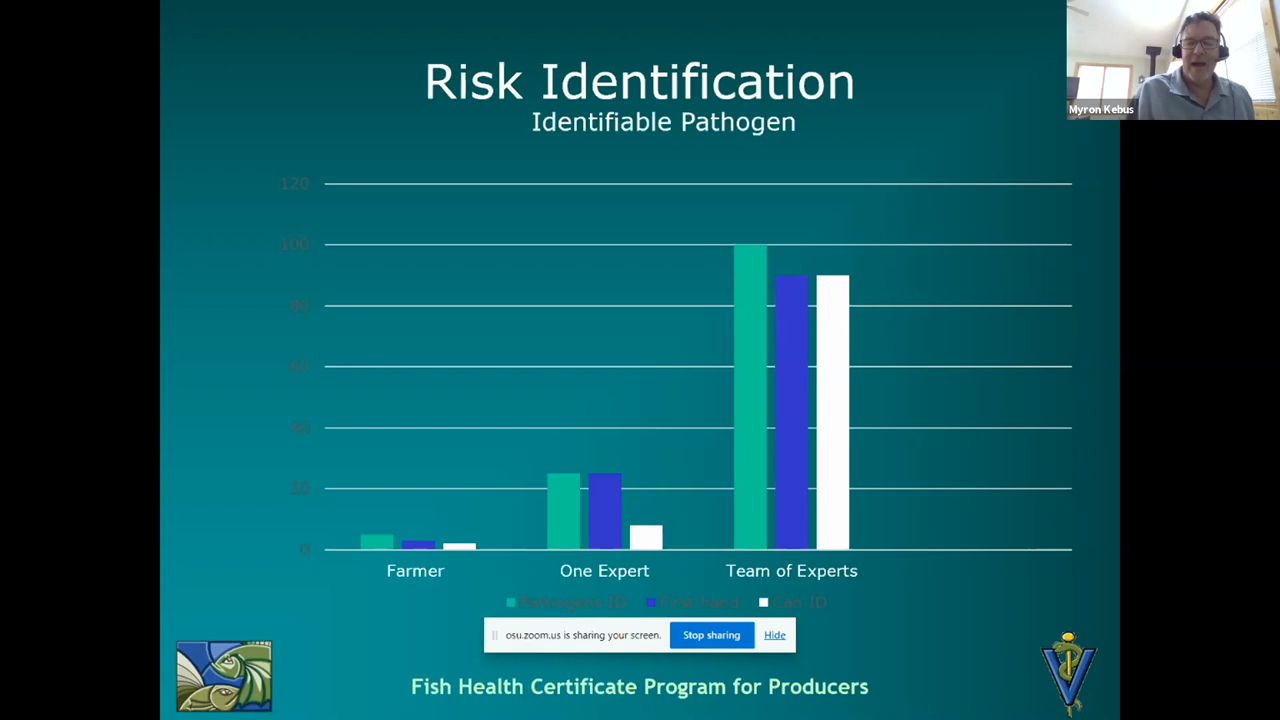 Risk Identification
Identifiable Pathogen
Myron Kebus
120
100
80
60
40
20
0
Farmer One Expert Team of Experts
Pathogens ID First hand Can ID
osu.zoom.us is sharing your screen. Stop sharing Hide
Fish Health Certificate Program for Producers
V